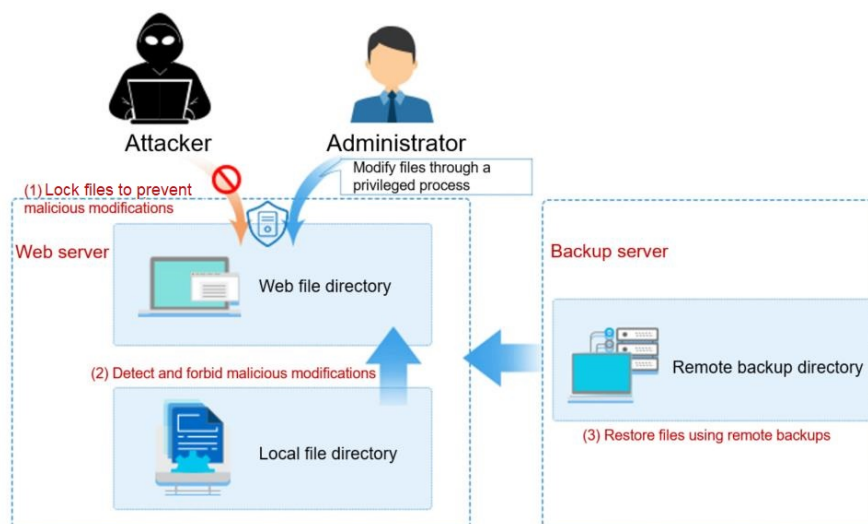 Attacker
Administrator
Modify files through a
privileged process
(1) Lock files to prevent
malicious modifications
Web server
Web file directory
(2) Detect and forbid malicious modifications
Local file directory
Backup server
Remote backup directory
(3) Restore files using remote backups